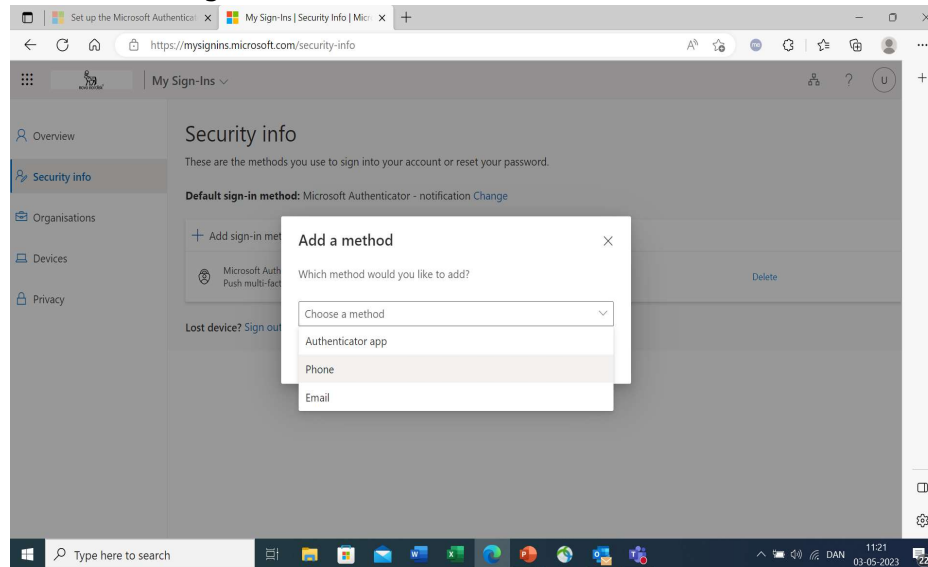 Set up the Microsoft Authentica
My Sign-Ins | Security Info | Micr
https://mysignins.microsoft.com/security-info
My Sign-Ins
U
Overview
Security info
Organisations
Devices
Privacy
Security info
These are the methods you use to sign into your account or reset your password.
Default sign-in method: Microsoft Authenticator - notification Change
Add sign-in met
Microsoft Auth
Push multi-fact
Delete
Lost device? Sign out
Add a method
Which method would you like to add?
Choose a method
Authenticator app
Phone
Email
Type here to search
DAN
11:21
03-05-2023
22